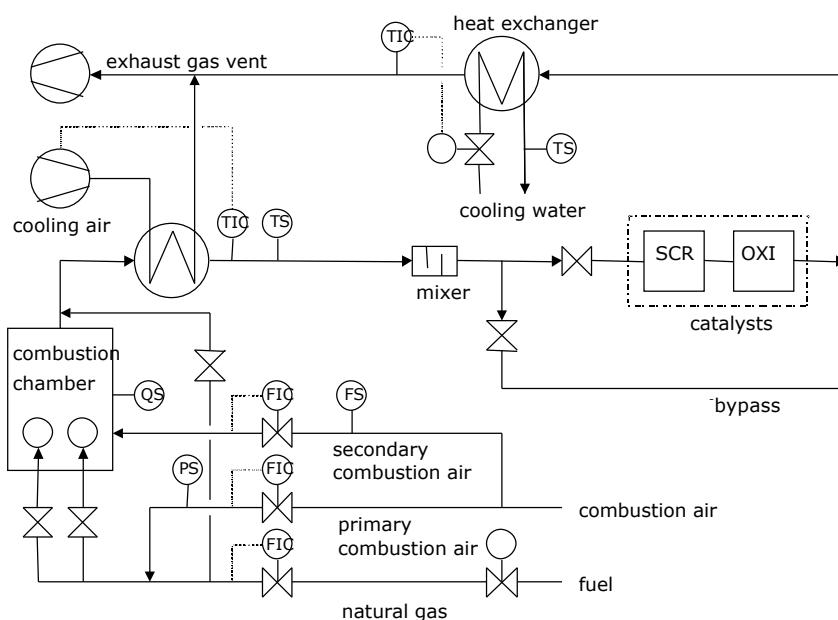 heat exchanger
TIC
exhaust gas vent
TS
cooling air
cooling water
TIC
TS
SCR
OXI
mixer
catalysts
combustion
chamber
QS
FIC
FS
bypass
secondary
combustion air
PS
FIC
combustion air
primary
combustion air
FIC
fuel
natural gas